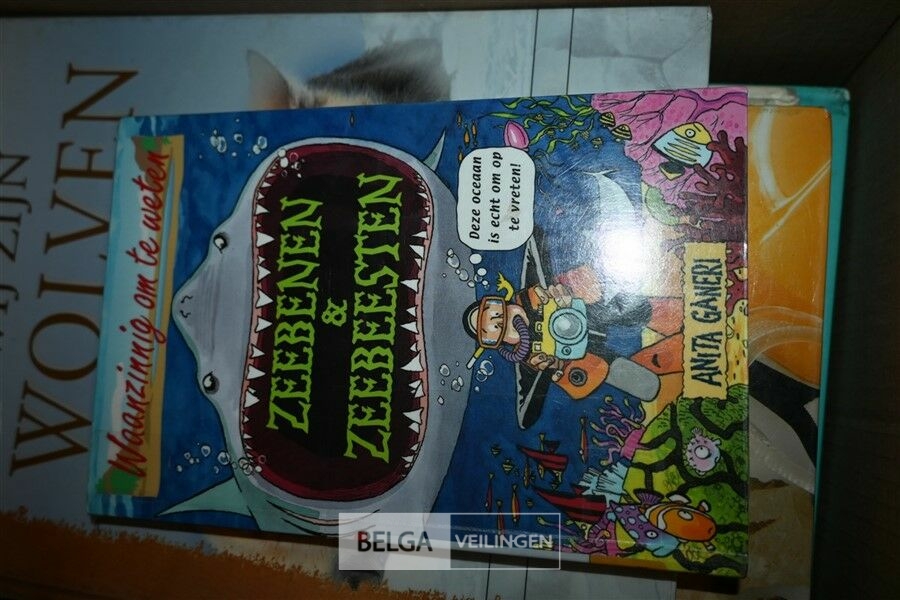 Waanzinnig om te weten
ZEEBENEN
&
ZEEBEESTEN
Deze oceaan
is echt om op
te vreten!
ANITA GANERI
ZIJN
WOLVEN
BELGA VEILINGEN